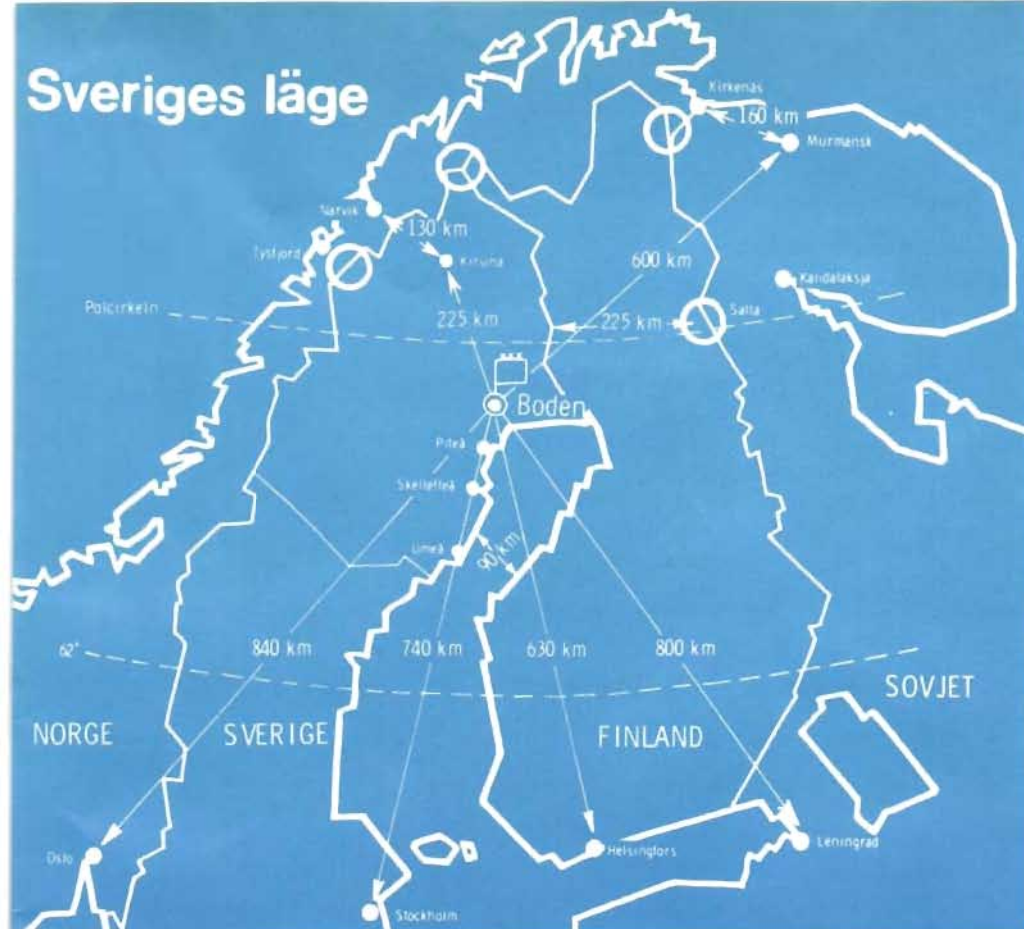 Sveriges läge
Kirkenäs
160 km
Murmansk
Narvik
130 km
Tysfjord
Kiruna
600 km
Kandalaksja
Polcirkeln
225 km
225 km
Salla
Boden
Piteå
Skellefteå
Umeå
90 km
62°
840 km
740 km
630 km
800 km
SOVJET
NORGE
SVERIGE
FINLAND
Oslo
Helsingfors
Leningrad
Stockholm